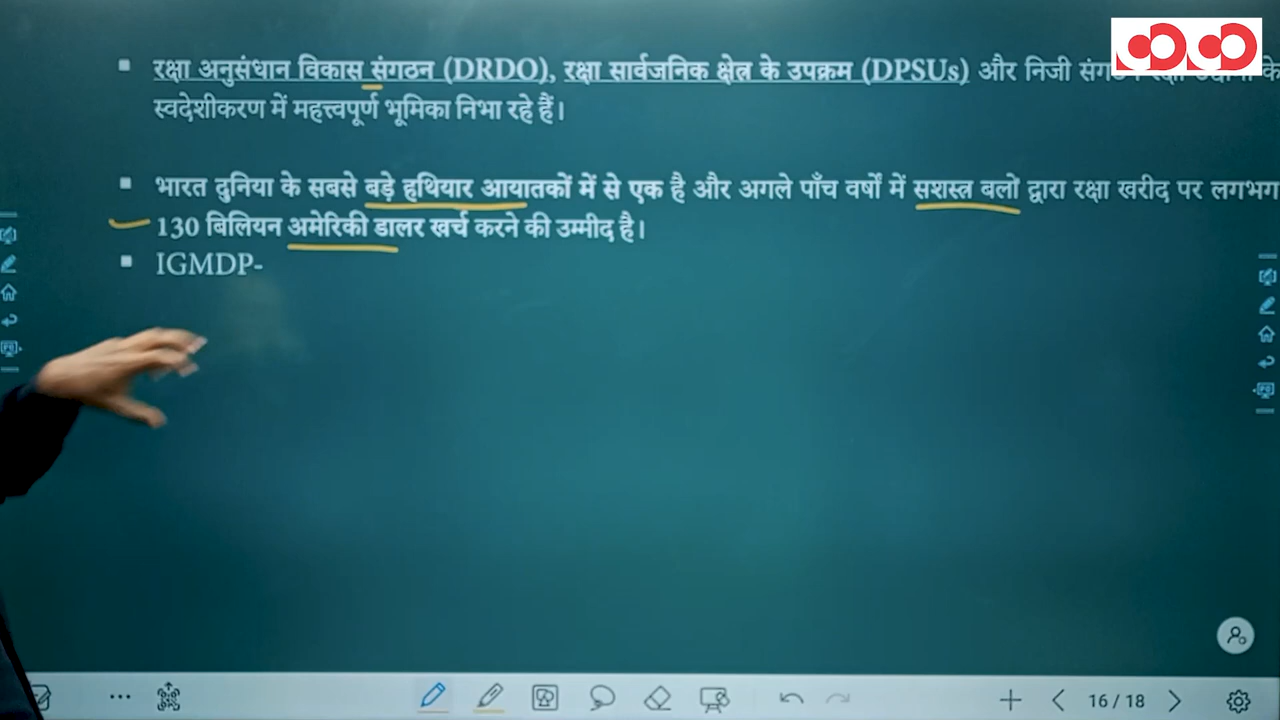 रक्षा अनुसंधान विकास संगठन (DRDO), रक्षा सार्वजनिक क्षेत्र के उपक्रम (DPSUs) और निजी के
स्वदेशीकरण में महत्त्वपूर्ण भूमिका निभा रहे हैं।
भारत दुनिया के सबसे बड़े हथियार आयातकों में से एक है और अगले पाँच वर्षों में सशस्त्र बलों द्वारा रक्षा खरीद पर लगभग
130 बिलियन अमेरिकी डालर खर्च करने की उम्मीद है।
IGMDP-
16 / 18